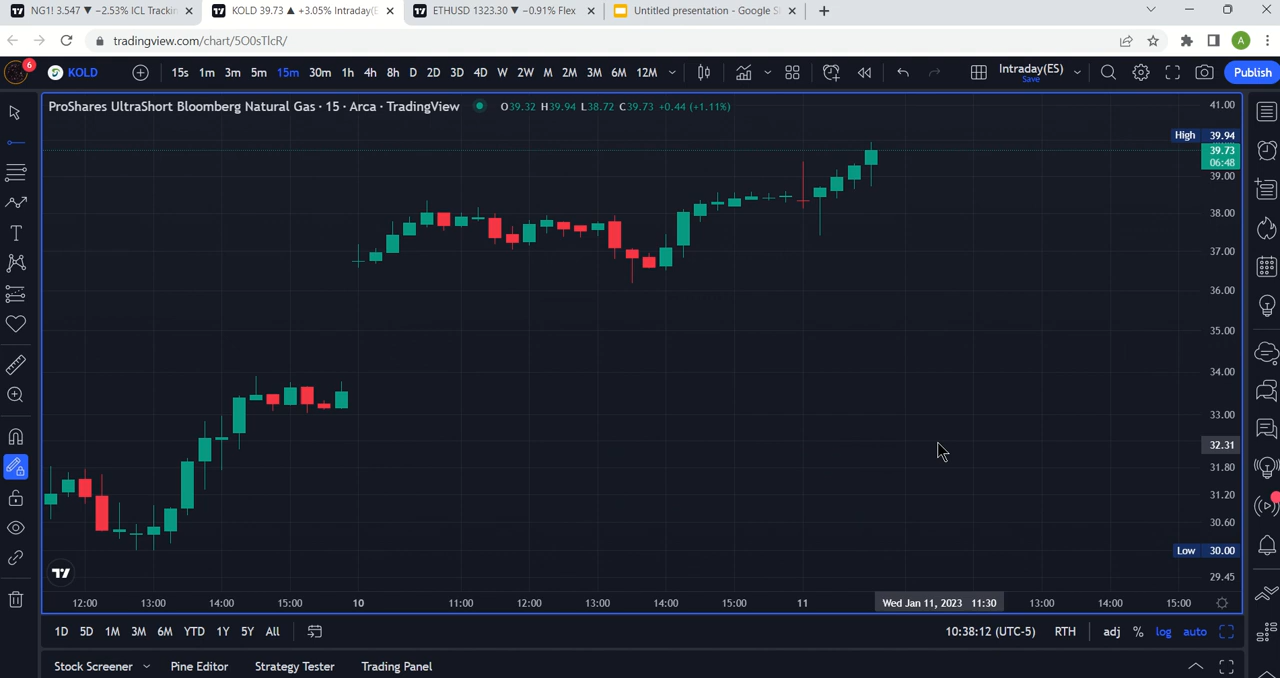 NG1! 3.547 ▼ −2.53% ICL Trackin
KOLD 39.73 ▲ +3.05% Intraday(E
ETHUSD 1323.30 ▼ −0.91% Flex
Untitled presentation - Google S
tradingview.com/chart/5O0sTlcR/
A
6
KOLD
15s 1m 3m 5m 15m 30m 1h 4h 8h D 2D 3D 4D W 2W M 2M 3M 6M 12M
Intraday(ES)
Save
Publish
ProShares UltraShort Bloomberg Natural Gas · 15 · Arca · TradingView
O39.32 H39.94 L38.72 C39.73 +0.44 (+1.11%)
41.00
High 39.94
39.73
06:48
39.00
38.00
37.00
36.00
35.00
34.00
33.00
32.31
31.80
31.20
30.60
Low 30.00
29.45
12:00 13:00 14:00 15:00 10 11:00 12:00 13:00 14:00 15:00 11 Wed Jan 11, 2023 11:30 13:00 14:00 15:00
1D 5D 1M 3M 6M YTD 1Y 5Y All
10:38:12 (UTC-5) RTH adj % log auto
Stock Screener Pine Editor Strategy Tester Trading Panel